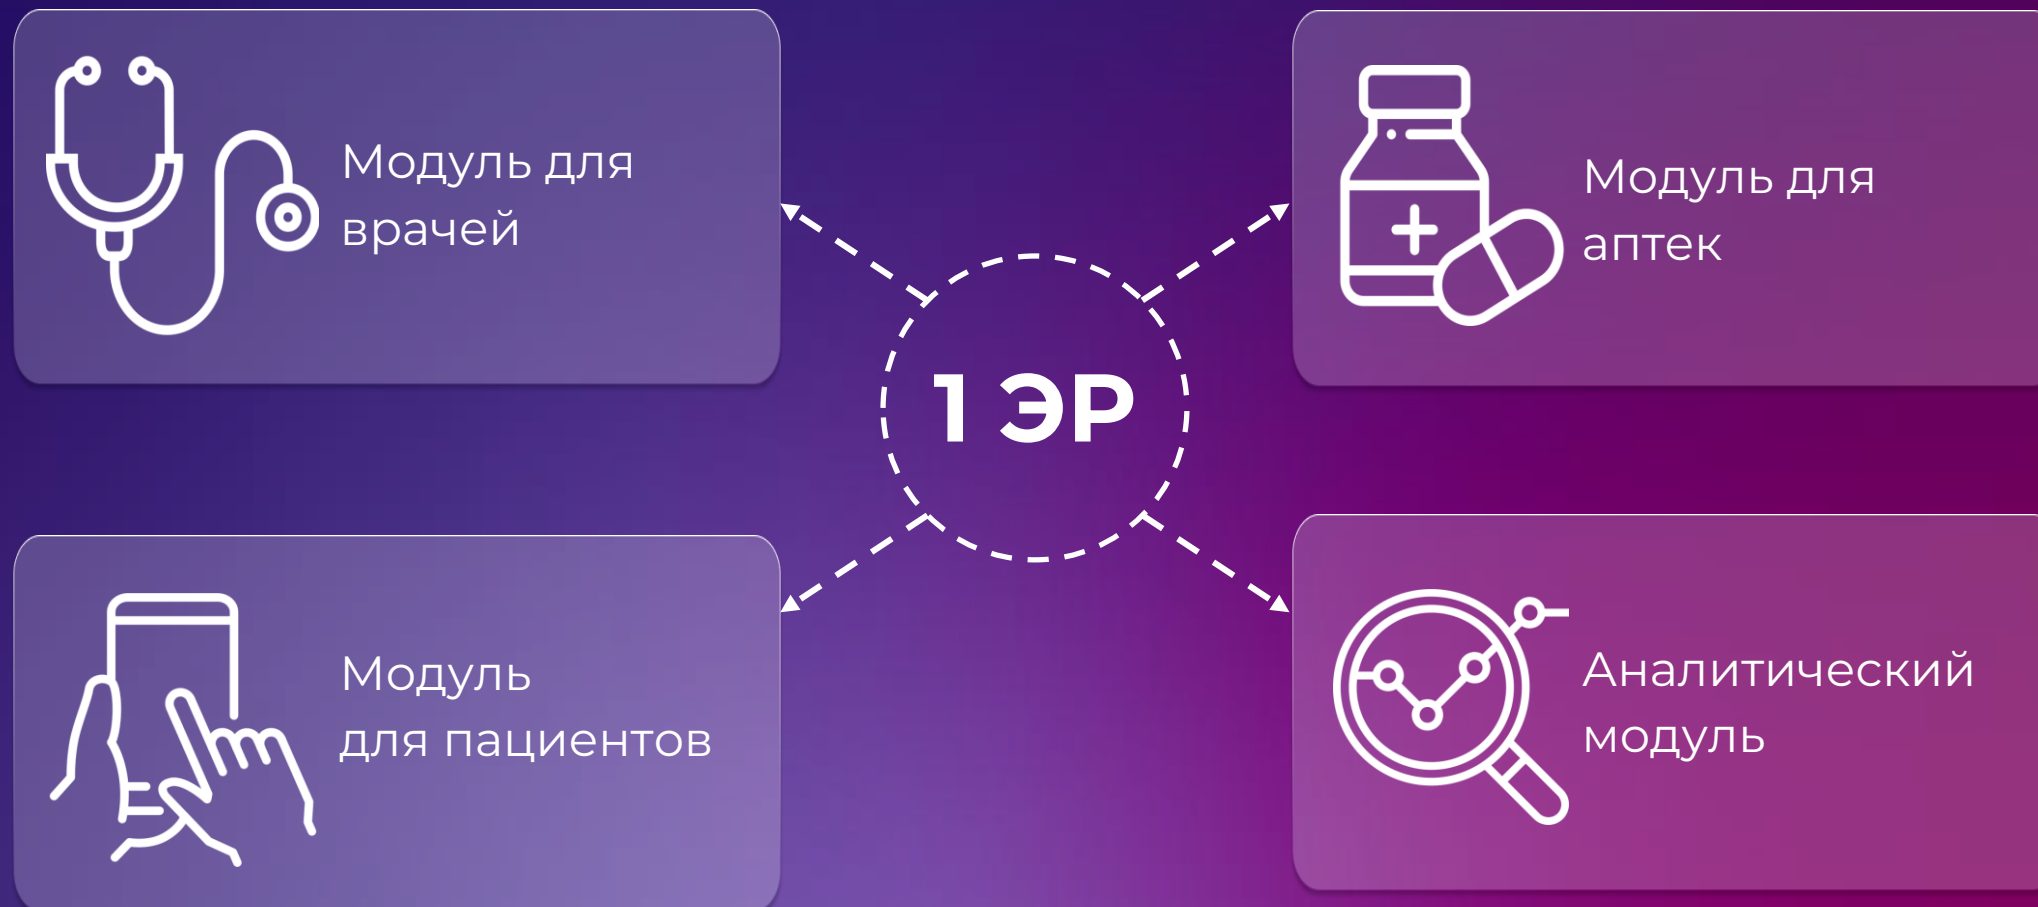 Модуль для
врачей
Модуль для
аптек
1 ЭР
Модуль
для пациентов
Аналитический
модуль